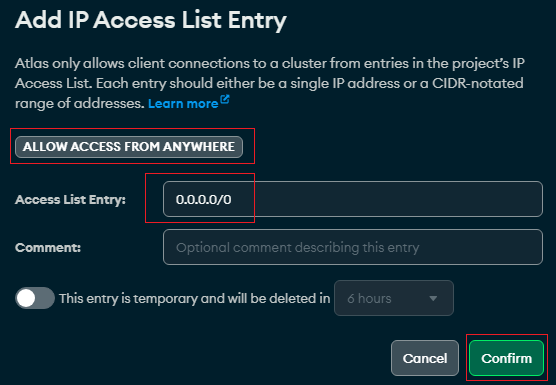 Add IP Access List Entry
Atlas only allows client connections to a cluster from entries in the project's IP
Access List. Each entry should either be a single IP address or a CIDR-notated
range of addresses. Learn more
ALLOW ACCESS FROM ANYWHERE
Access List Entry: 0.0.0.0/0
Comment: Optional comment describing this entry
This entry is temporary and will be deleted in 6 hours
Cancel Confirm